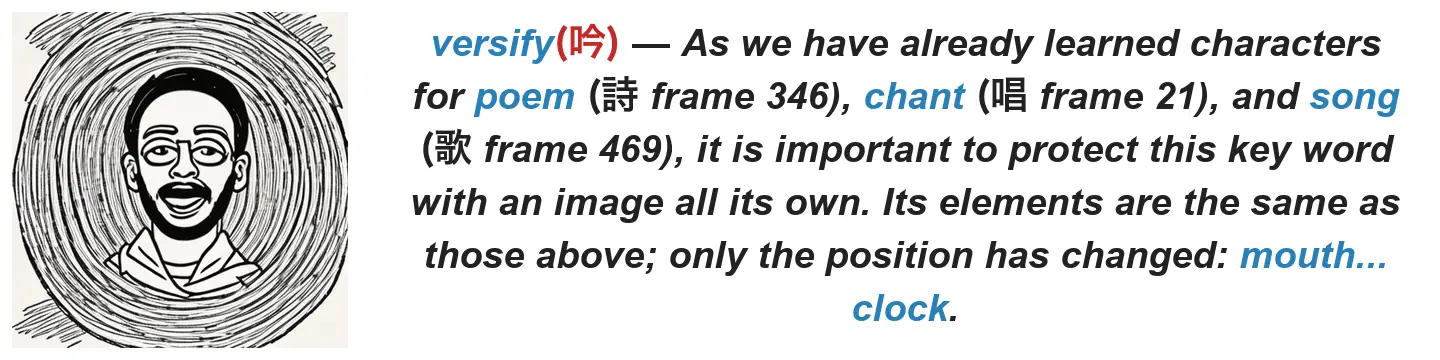 versify(吟) — As we have already learned characters
for poem (詩 frame 346), chant (唱 frame 21), and song
(歌 frame 469), it is important to protect this key word
with an image all its own. Its elements are the same as
those above; only the position has changed: mouth...
clock.